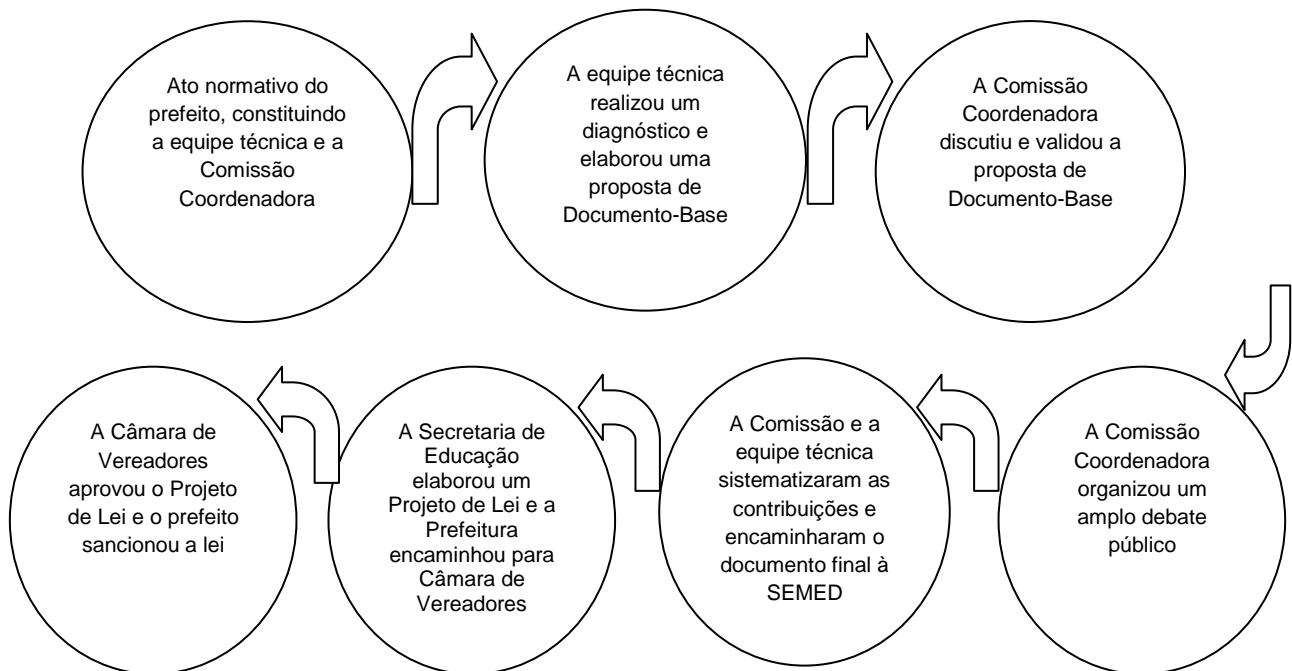 Ato normativo do
prefeito, constituindo
a equipe técnica e a
Comissão
Coordenadora
A equipe técnica
realizou um
diagnóstico e
elaborou uma
proposta de
Documento-Base
A Comissão
Coordenadora
discutiu e validou a
proposta de
Documento-Base
A Comissão
Coordenadora
organizou um
amplo debate
público
A Comissão e a
equipe técnica
sistematizaram as
contribuições e
encaminharam o
documento final à
SEMED
A Secretaria de
Educação
elaborou um
Projeto de Lei e a
Prefeitura
encaminhou para
Câmara de
Vereadores
A Câmara de
Vereadores
aprovou o Projeto
de Lei e o prefeito
sancionou a lei